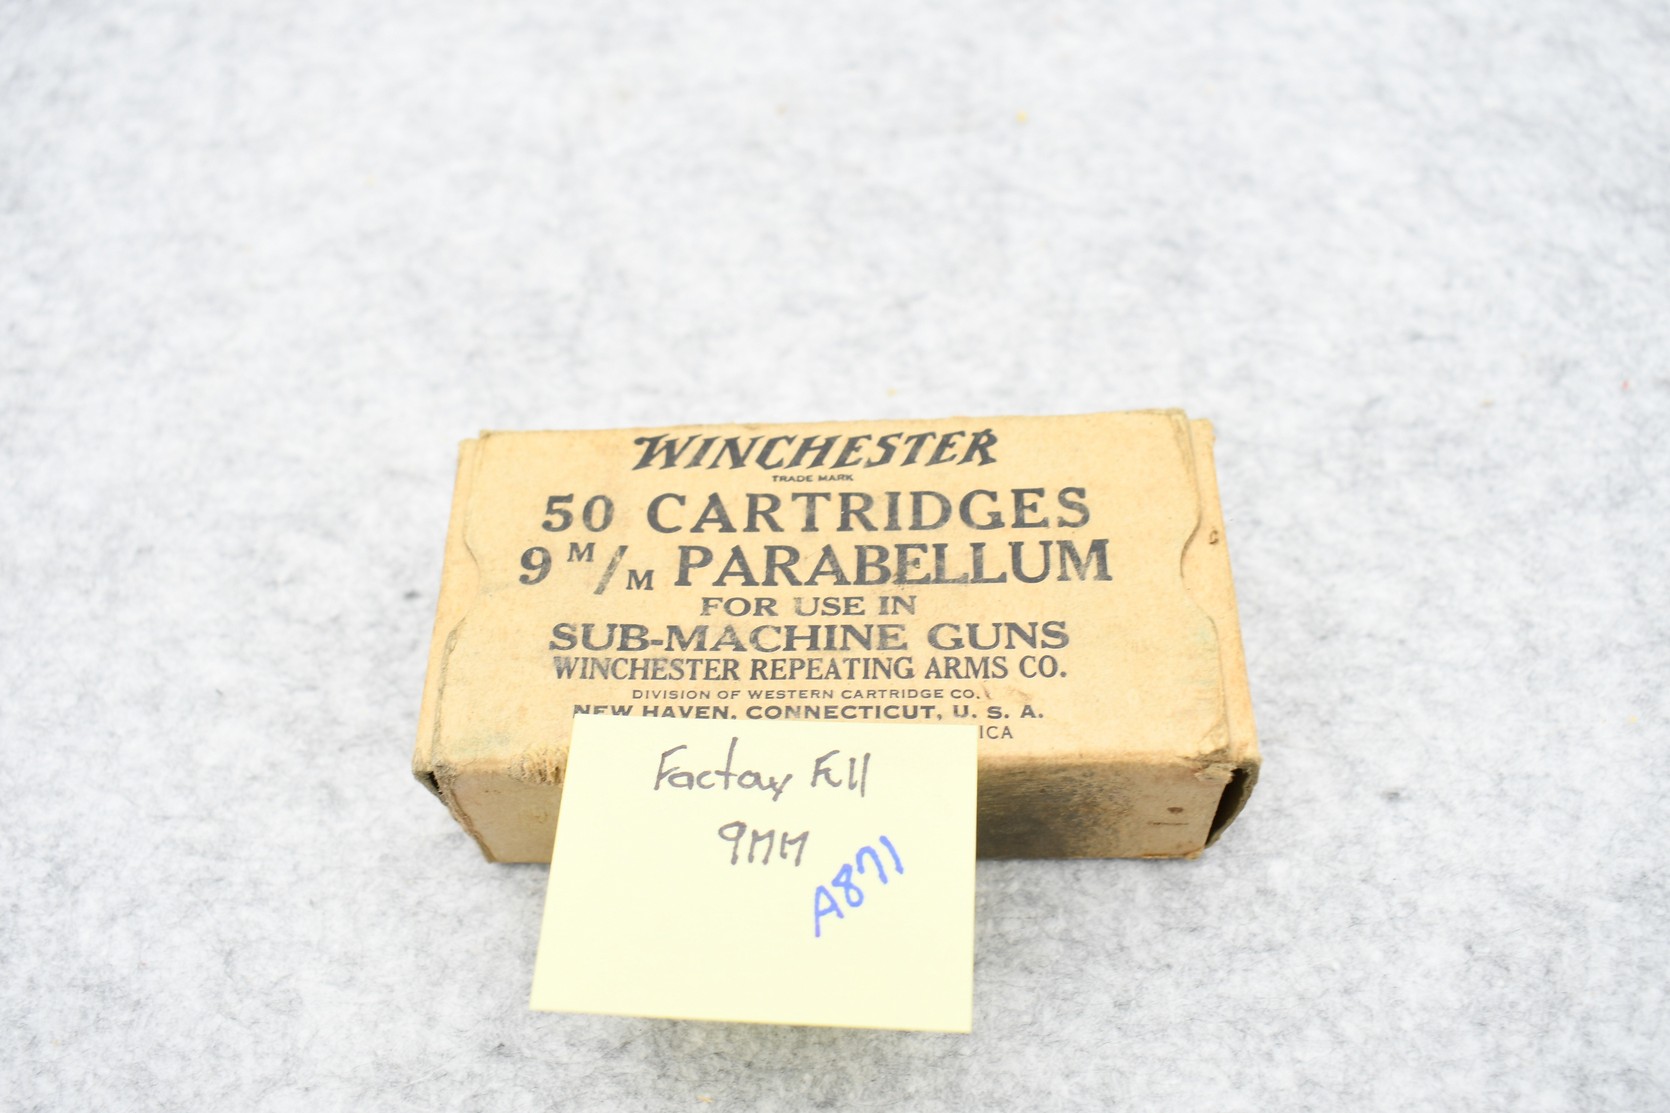 WINCHESTER
TRADE MARK
50 CARTRIDGES
9 M/M PARABELLUM
FOR USE IN
SUB-MACHINE GUNS
WINCHESTER REPEATING ARMS CO.
DIVISION OF WESTERN CARTRIDGE CO.
NEW HAVEN, CONNECTICUT, U. S. A.
ICA
Factory Full
9MM
A871